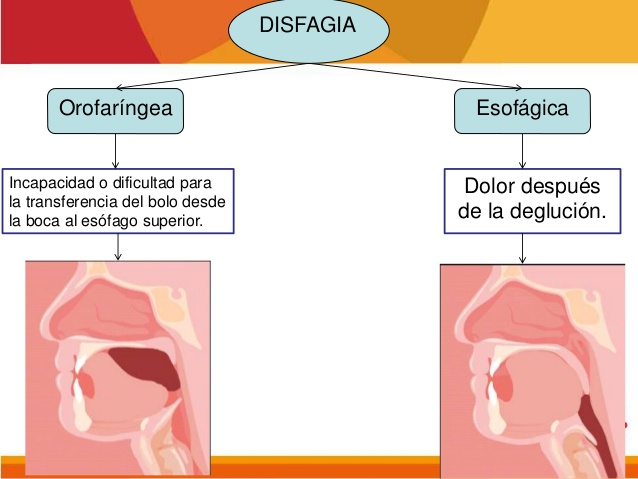 DISFAGIA
Orofaríngea
Esofágica
Incapacidad o dificultad para
la transferencia del bolo desde
la boca al esófago superior.
Dolor después
de la deglución.